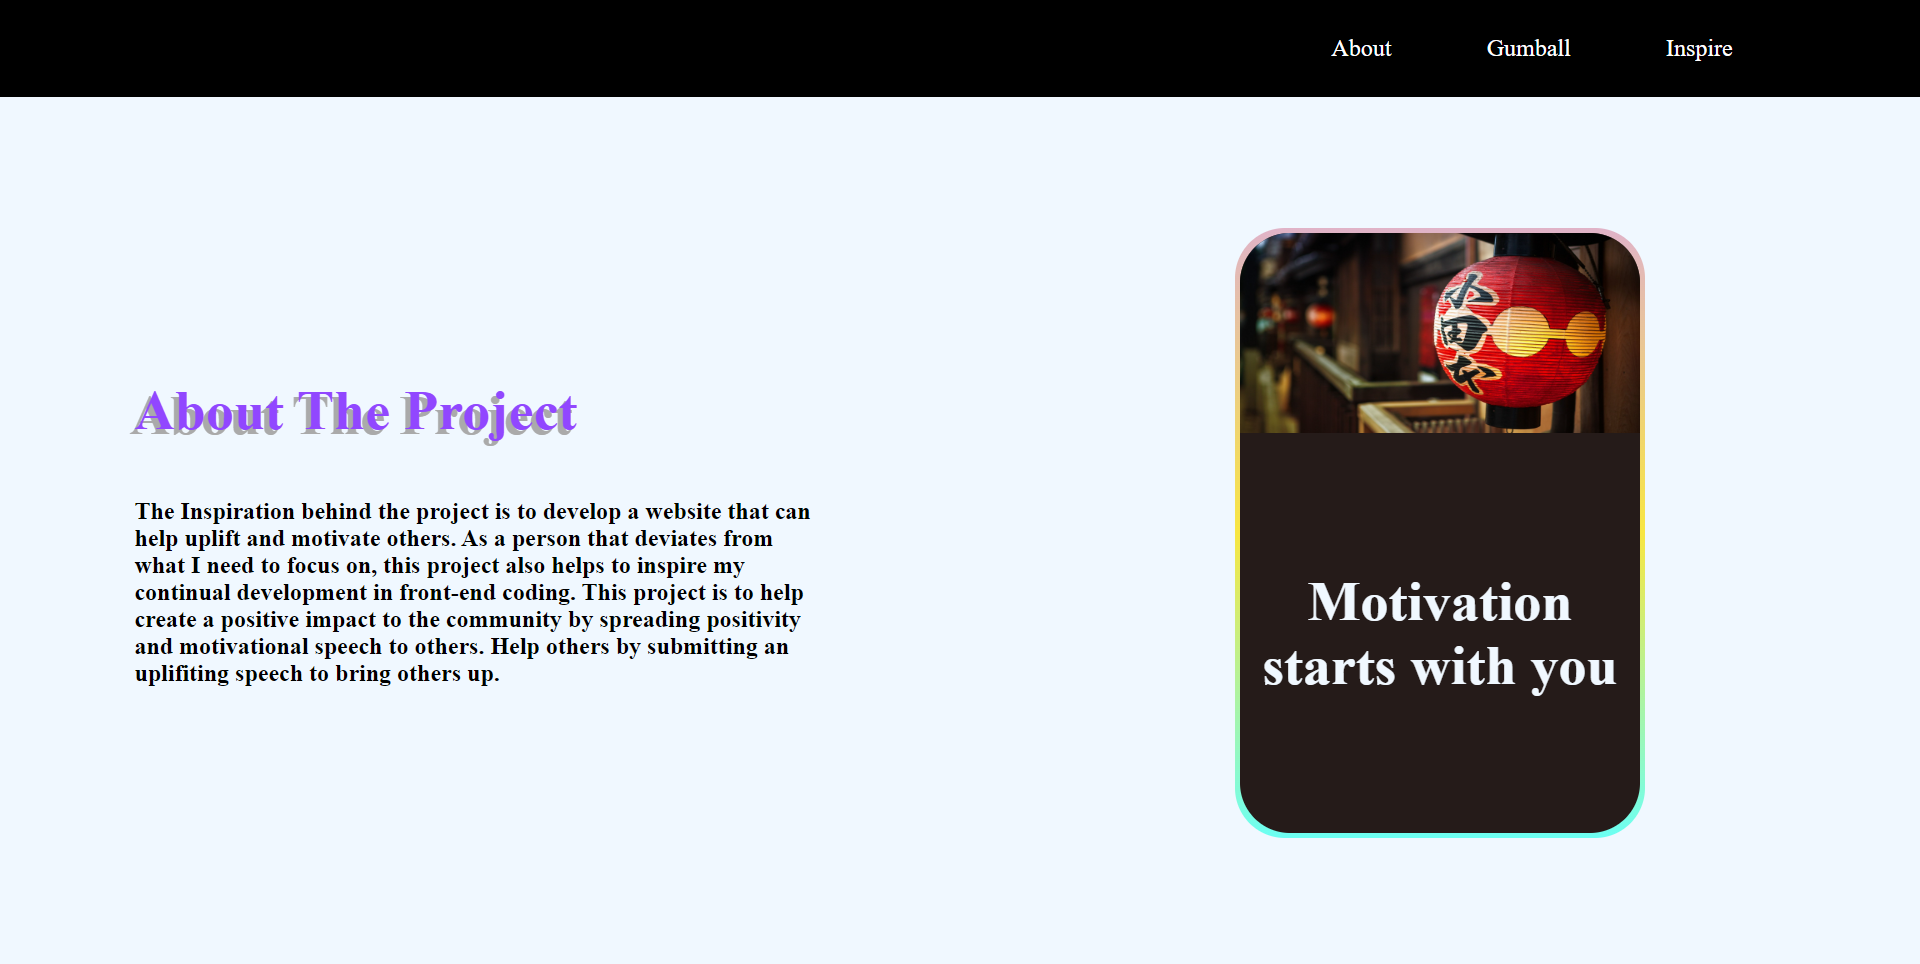 About Gumball Inspire
About The Project
The Inspiration behind the project is to develop a website that can
help uplift and motivate others. As a person that deviates from
what I need to focus on, this project also helps to inspire my
continual development in front-end coding. This project is to help
create a positive impact to the community by spreading positivity
and motivational speech to others. Help others by submitting an
uplifiting speech to bring others up.
小
田
本
Motivation
starts with you